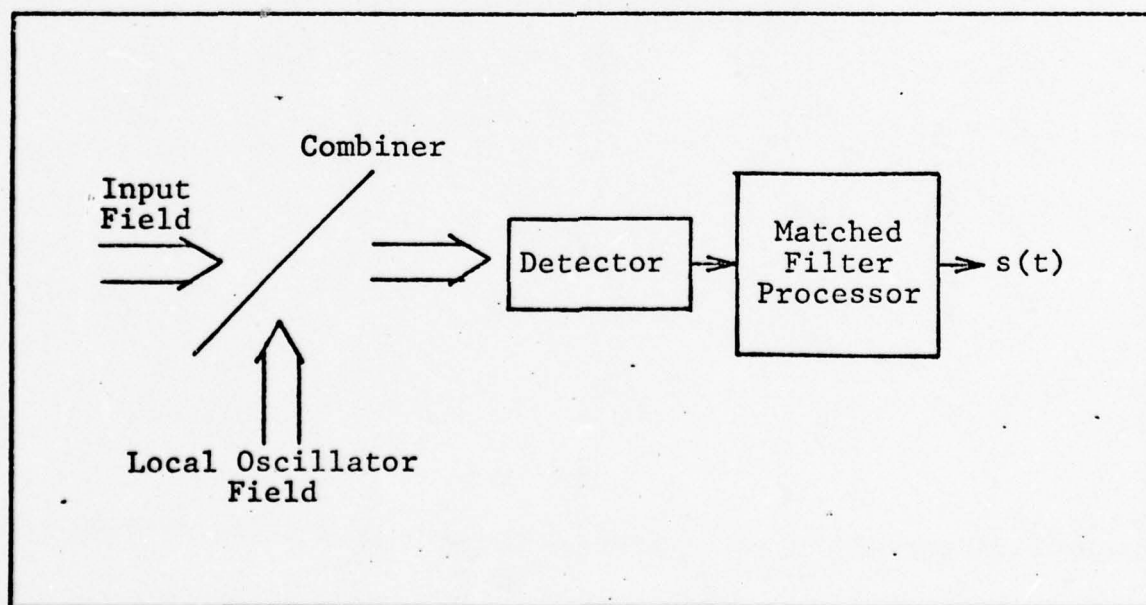 Combiner
Input
Field
Detector
Matched
Filter
Processor
s(t)
Local Oscillator
Field